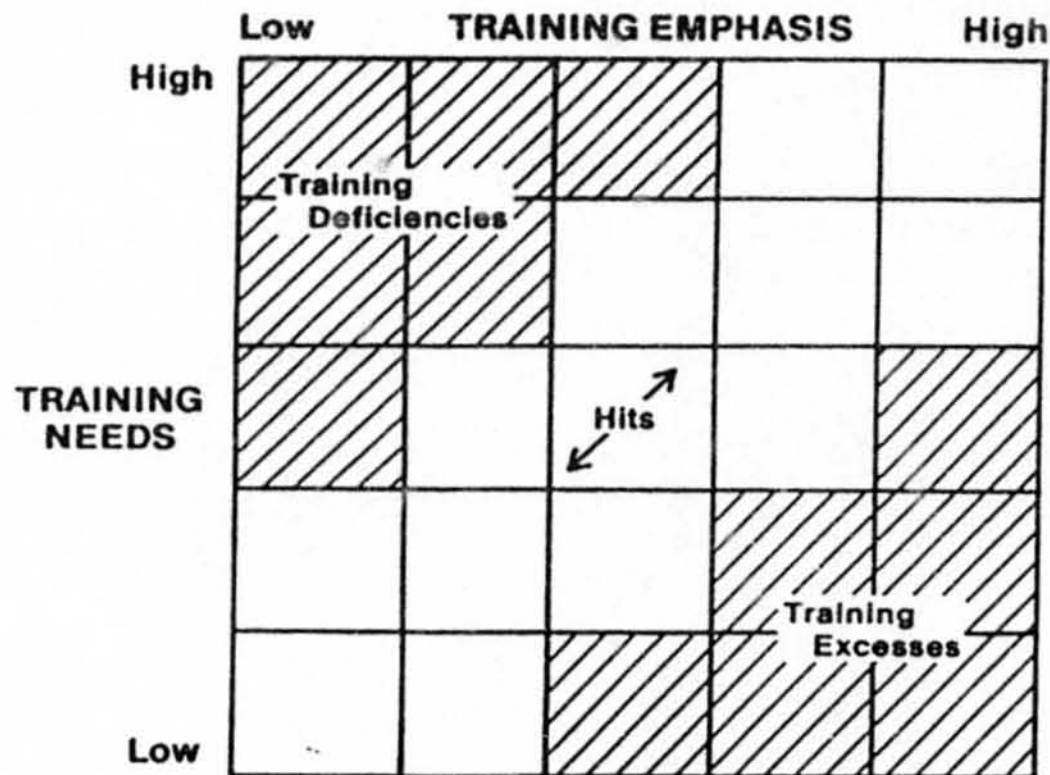 Low TRAINING EMPHASIS High
High
Training
Deficiencies
TRAINING
NEEDS
Hits
Training
Excesses
Low